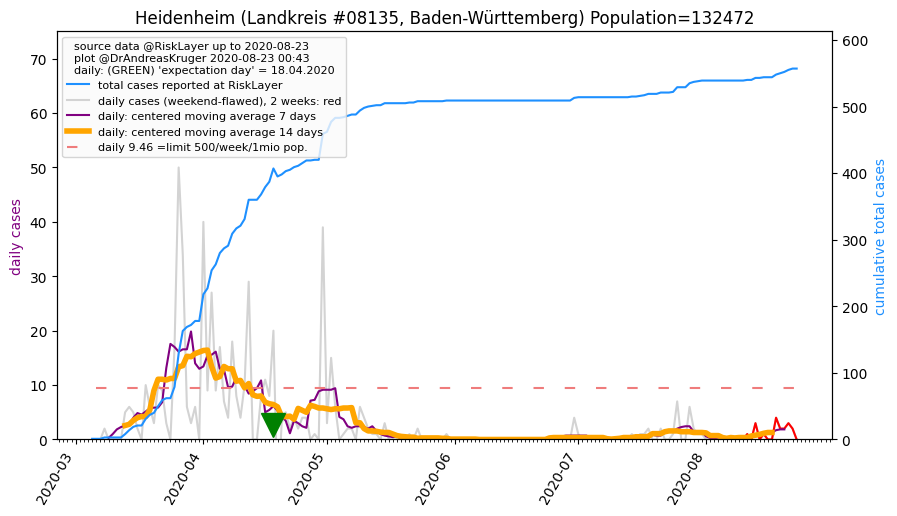 Heidenheim (Landkreis #08135, Baden-Württemberg) Population=132472
source data @RiskLayer up to 2020-08-23
plot @DrAndreasKruger 2020-08-23 00:43
daily: (GREEN) 'expectation day' = 18.04.2020
total cases reported at RiskLayer
daily cases (weekend-flawed), 2 weeks: red
daily: centered moving average 7 days
daily: centered moving average 14 days
daily 9.46 =limit 500/week/1mio pop.
daily cases
70
60
50
40
30
20
10
0
cumulative total cases
600
500
400
300
200
100
0
2020-03
2020-04
2020-05
2020-06
2020-07
2020-08